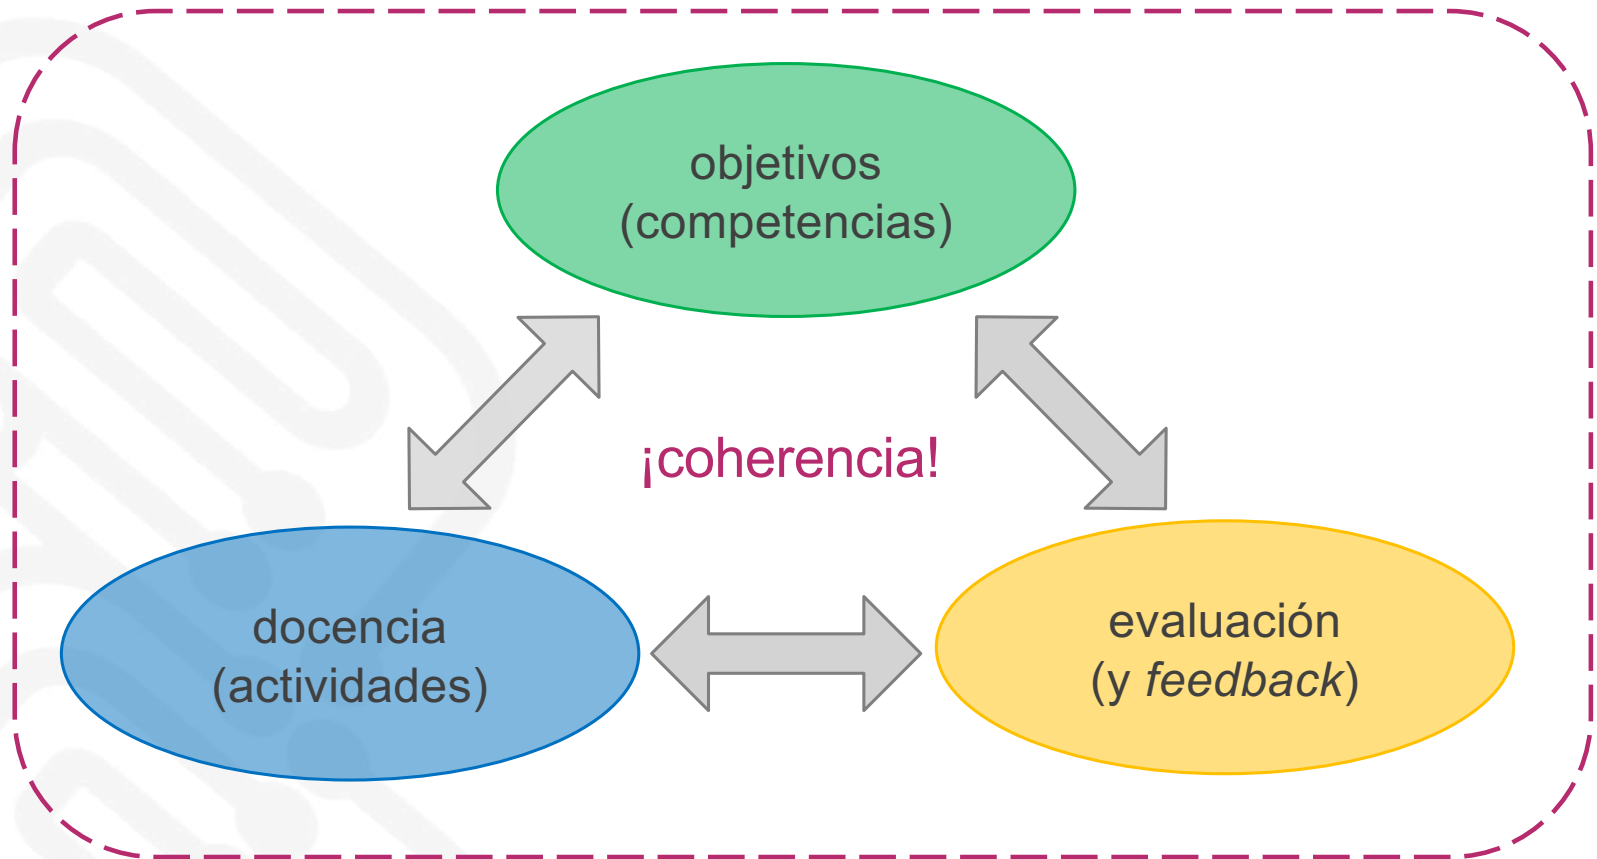 objetivos
(competencias)
¡coherencia!
docencia
(actividades)
evaluación
(y feedback)